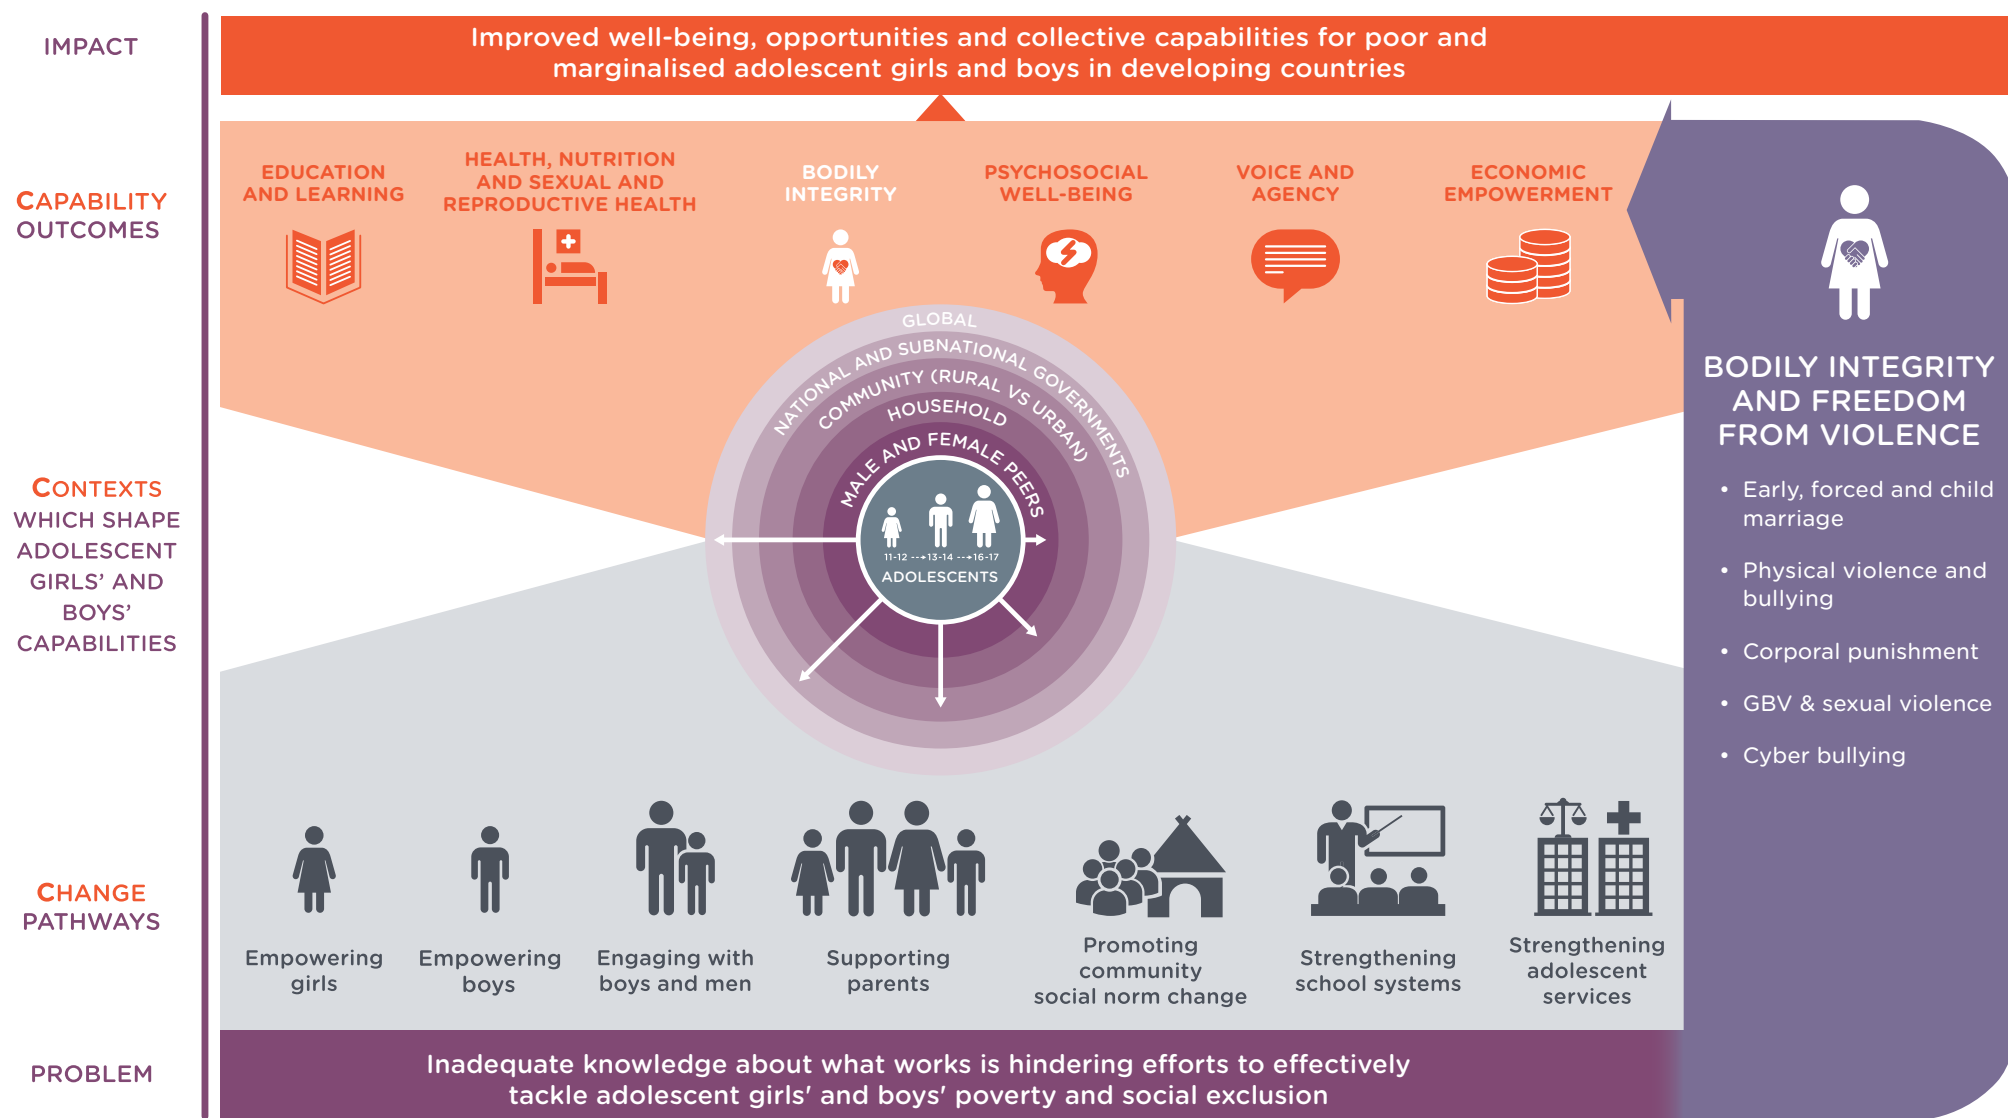 IMPACT
Improved well-being, opportunities and collective capabilities for poor and
marginalised adolescent girls and boys in developing countries
CAPABILITY
OUTCOMES
EDUCATION
AND LEARNING
HEALTH, NUTRITION
AND SEXUAL AND
REPRODUCTIVE HEALTH
BODILY
INTEGRITY
PSYCHOSOCIAL
WELL-BEING
VOICE AND
AGENCY
ECONOMIC
EMPOWERMENT
CONTEXTS
WHICH SHAPE
ADOLESCENT
GIRLS’ AND
BOYS’
CAPABILITIES
GLOBAL
NATIONAL AND SUBNATIONAL GOVERNMENTS
COMMUNITY (RURAL VS URBAN)
HOUSEHOLD
MALE AND FEMALE PEERS
11-12 --→13-14 --→16-17
ADOLESCENTS
BODILY INTEGRITY
AND FREEDOM
FROM VIOLENCE
• Early, forced and child
marriage
• Physical violence and
bullying
• Corporal punishment
• GBV & sexual violence
• Cyber bullying
CHANGE
PATHWAYS
Empowering
girls
Empowering
boys
Engaging with
boys and men
Supporting
parents
Promoting
community
social norm change
Strengthening
school systems
Strengthening
adolescent
services
PROBLEM
Inadequate knowledge about what works is hindering efforts to effectively
tackle adolescent girls' and boys' poverty and social exclusion